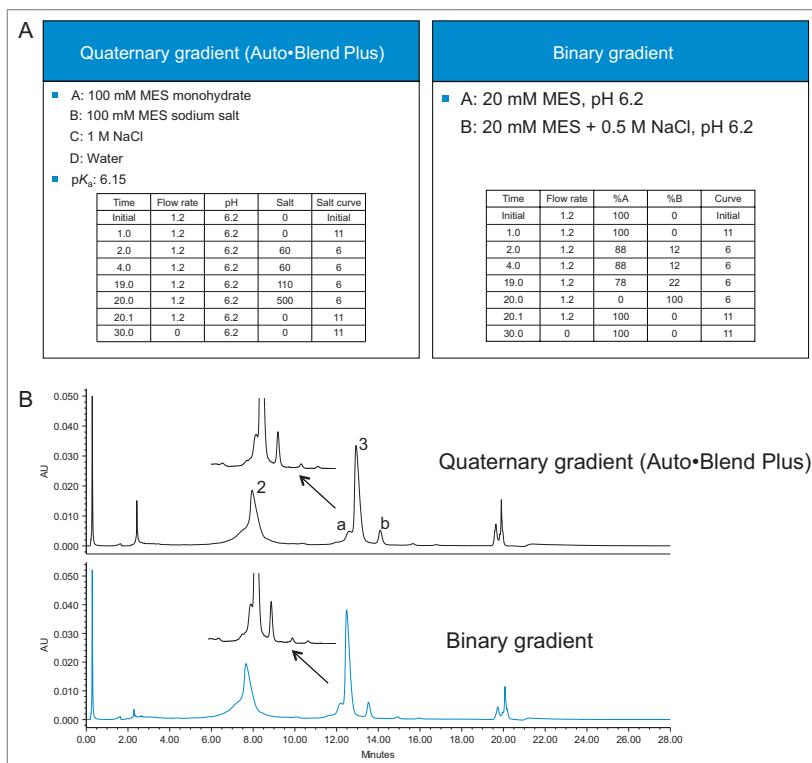 A
Quaternary gradient (Auto•Blend Plus)
A: 100 mM MES monohydrate
B: 100 mM MES sodium salt
C: 1 M NaCl
D: Water
pKa: 6.15
Time Flow rate pH Salt Salt curve
Initial 1.2 6.2 0 Initial
1.0 1.2 6.2 0 11
2.0 1.2 6.2 60 6
4.0 1.2 6.2 60 6
19.0 1.2 6.2 110 6
20.0 1.2 6.2 500 6
20.1 1.2 6.2 0 11
30.0 0 6.2 0 11
Binary gradient
A: 20 mM MES, pH 6.2
B: 20 mM MES + 0.5 M NaCl, pH 6.2
Time Flow rate %A %B Curve
Initial 1.2 100 0 Initial
1.0 1.2 100 0 11
2.0 1.2 88 12 6
4.0 1.2 88 12 6
19.0 1.2 78 22 6
20.0 1.2 0 100 6
20.1 1.2 100 0 11
30.0 0 100 0 11
B
0.050
0.040
0.030
0.020
0.010
0.000
AU
2
a
3
b
Quaternary gradient (Auto•Blend Plus)
0.050
0.040
0.030
0.020
0.010
0.000
AU
Binary gradient
0.00 2.00 4.00 6.00 8.00 10.00 12.00 14.00 16.00 18.00 20.00 22.00 24.00 26.00 28.00
Minutes